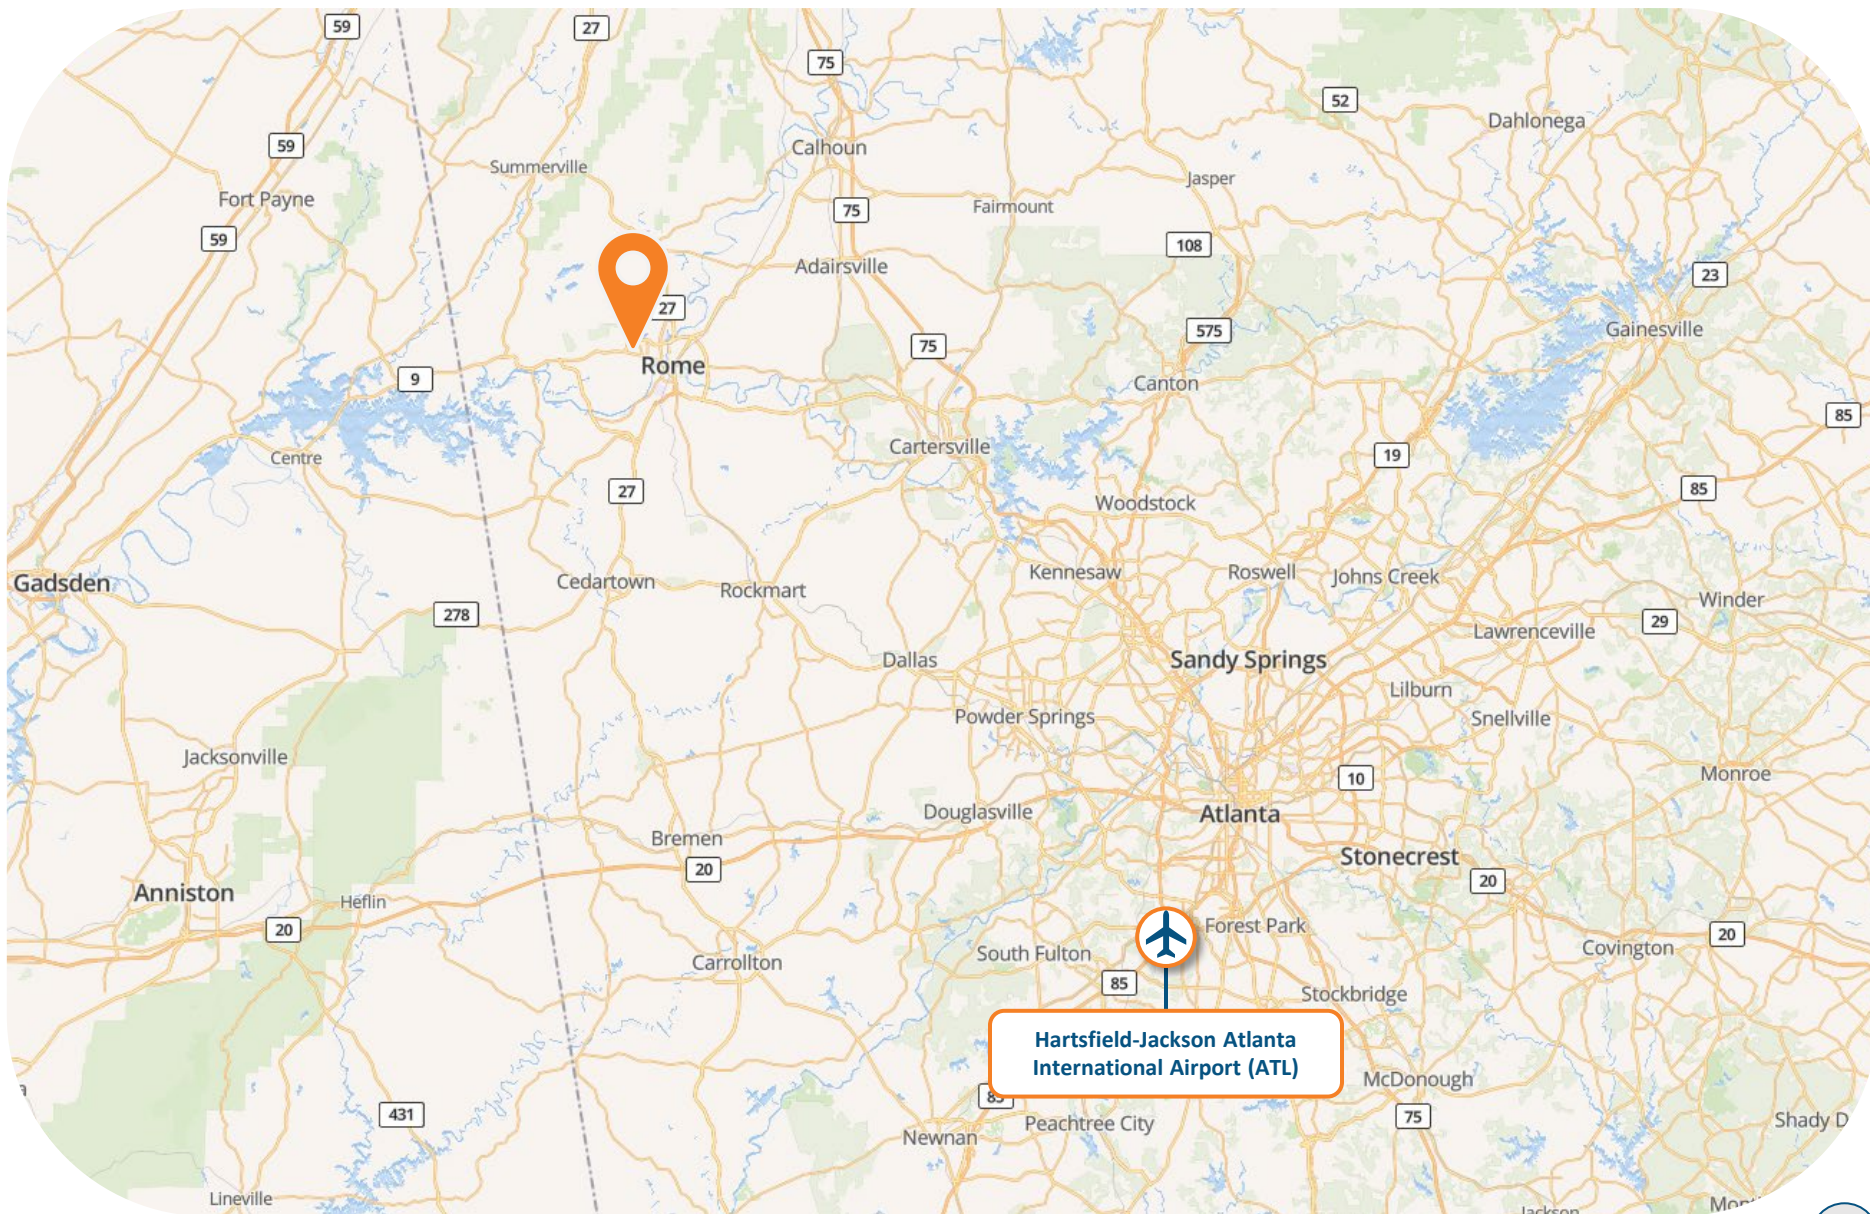 59
27
75
52
Dahlonega
59
Calhoun
Summerville
Jasper
Fort Payne
75
Fairmount
59
108
Adairsville
23
27
Gainesville
575
75
Rome
9
Canton
85
Cartersville
19
Centre
27
85
Woodstock
Gadsden
Cedartown
Rockmart
Kennesaw
Roswell
Johns Creek
Winder
278
29
Lawrenceville
Dallas
Sandy Springs
Lilburn
Powder Springs
Snellville
Jacksonville
10
Monroe
Douglasville
Atlanta
Bremen
Stonecrest
20
20
Anniston
Heflin
20
Forest Park
20
South Fulton
Covington
Carrollton
85
Stockbridge
Hartsfield-Jackson Atlanta
International Airport (ATL)
McDonough
85
431
75
Peachtree City
Shady D
Newnan
Lineville
Jackson